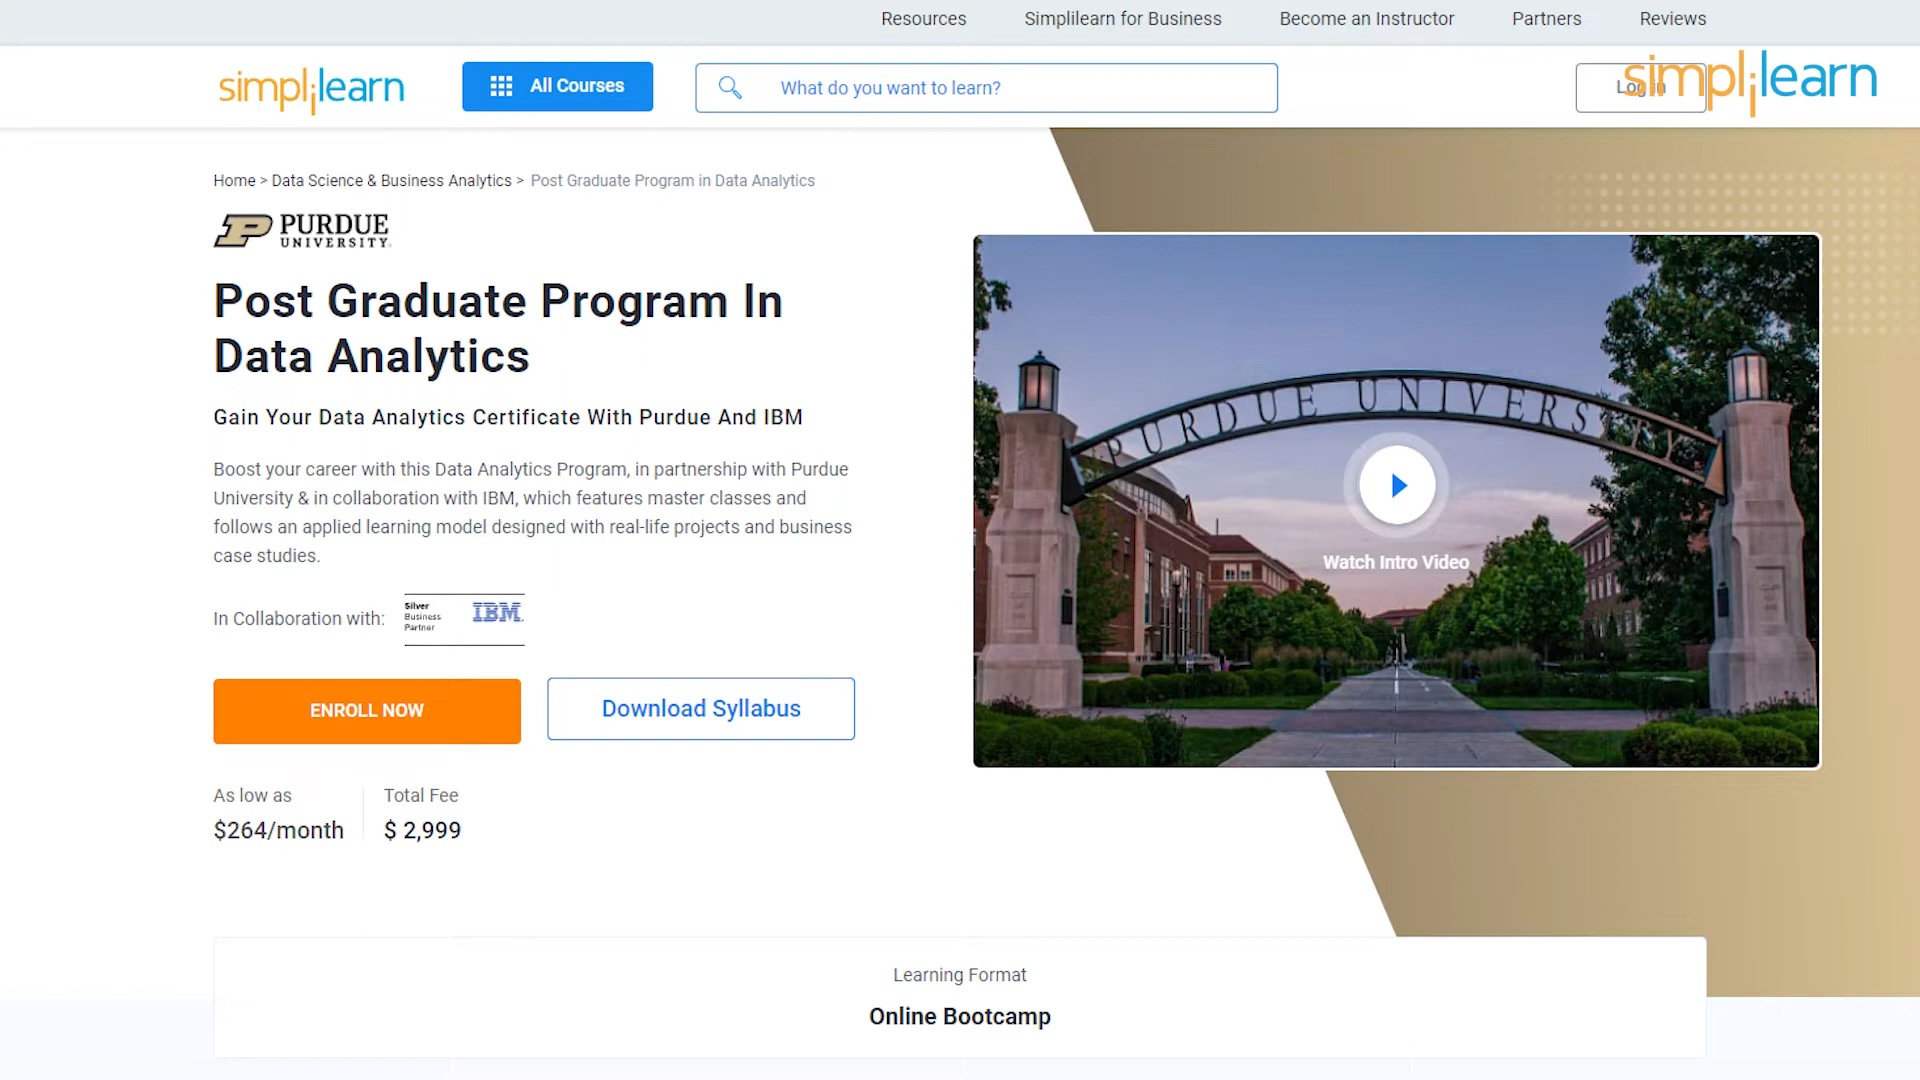 Resources Simplilearn for Business Become an Instructor Partners Reviews
simplilearn All Courses What do you want to learn? Log in simplilearn
Home > Data Science & Business Analytics > Post Graduate Program in Data Analytics
PURDUE
UNIVERSITY.
Post Graduate Program In
Data Analytics
Gain Your Data Analytics Certificate With Purdue And IBM
Boost your career with this Data Analytics Program, in partnership with Purdue
University & in collaboration with IBM, which features master classes and
follows an applied learning model designed with real-life projects and business
case studies.
In Collaboration with:
Silver
Business
Partner
IBM
ENROLL NOW Download Syllabus
As low as Total Fee
$264/month $ 2,999
PURDUE UNIVERSITY
Watch Intro Video
Learning Format
Online Bootcamp